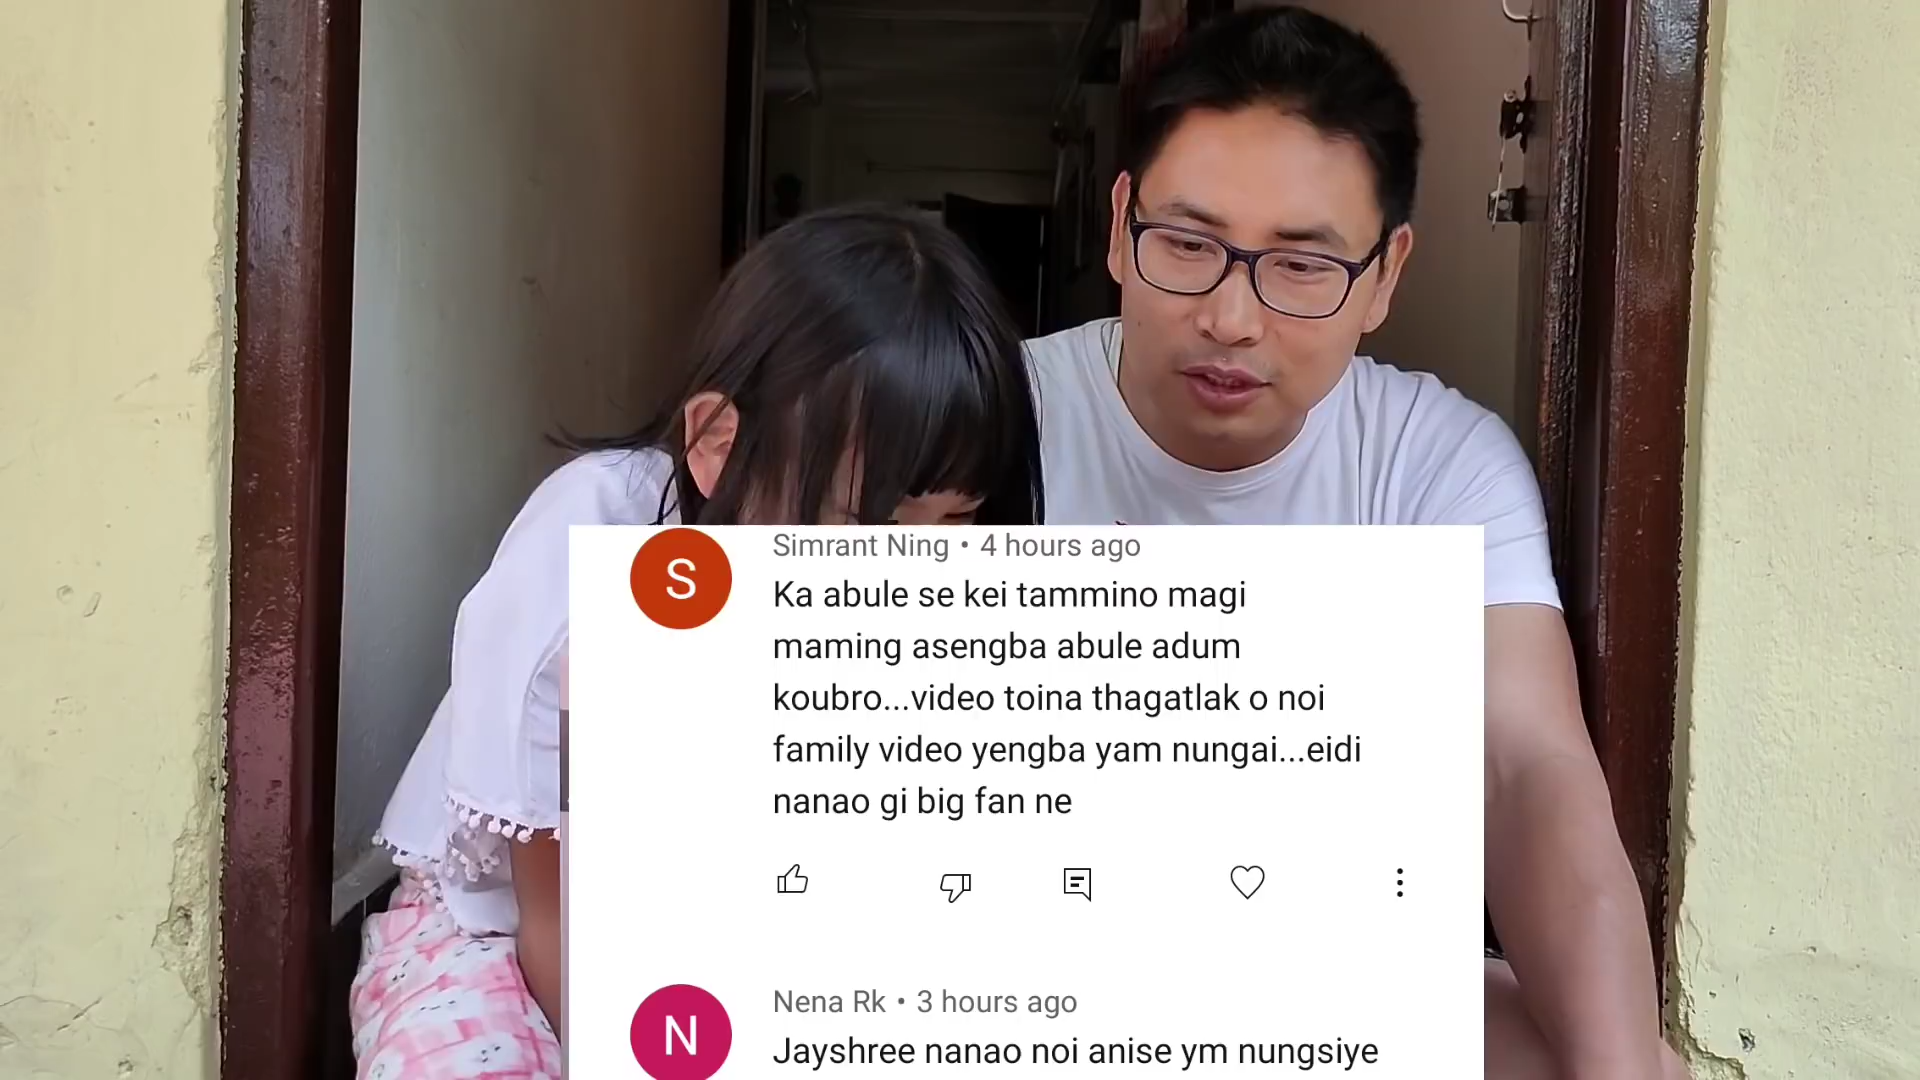 S
Simrant Ning • 4 hours ago
Ka abule se kei tammino magi
maming asengba abule adum
koubro...video toina thagatlak o noi
family video yengba yam nungai...eidi
nanao gi big fan ne
N
Nena Rk • 3 hours ago
Jayshree nanao noi anise ym nungsiye